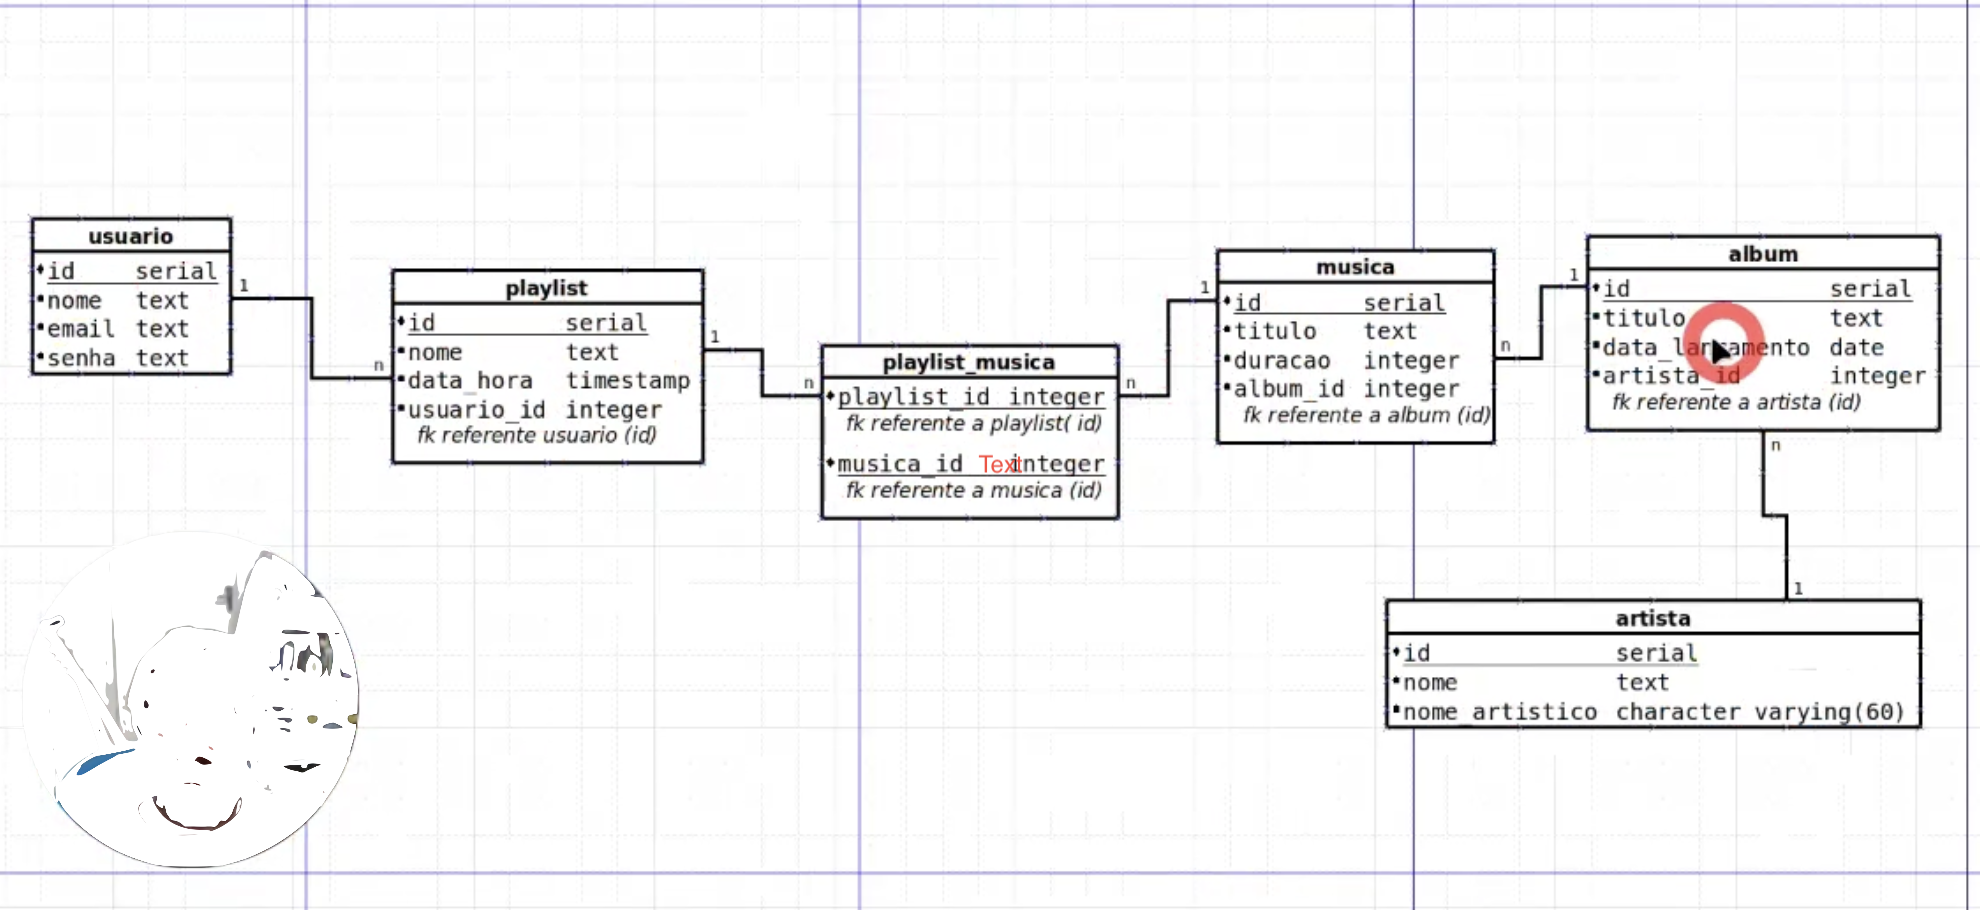 usuario
id serial
nome text
email text
senha text
1
n
playlist
id serial
nome text
data_hora timestamp
usuario_id integer
fk referente usuario (id)
1
n
playlist_musica
playlist_id integer
fk referente a playlist( id)
musica_id Text integer
fk referente a musica (id)
n
1
musica
id serial
titulo text
duracao integer
album_id integer
fk referente a album (id)
n
1
album
id serial
titulo text
data_lancamento date
artista_id integer
fk referente a artista (id)
n
1
artista
id serial
nome text
nome_artistico character varying(60)